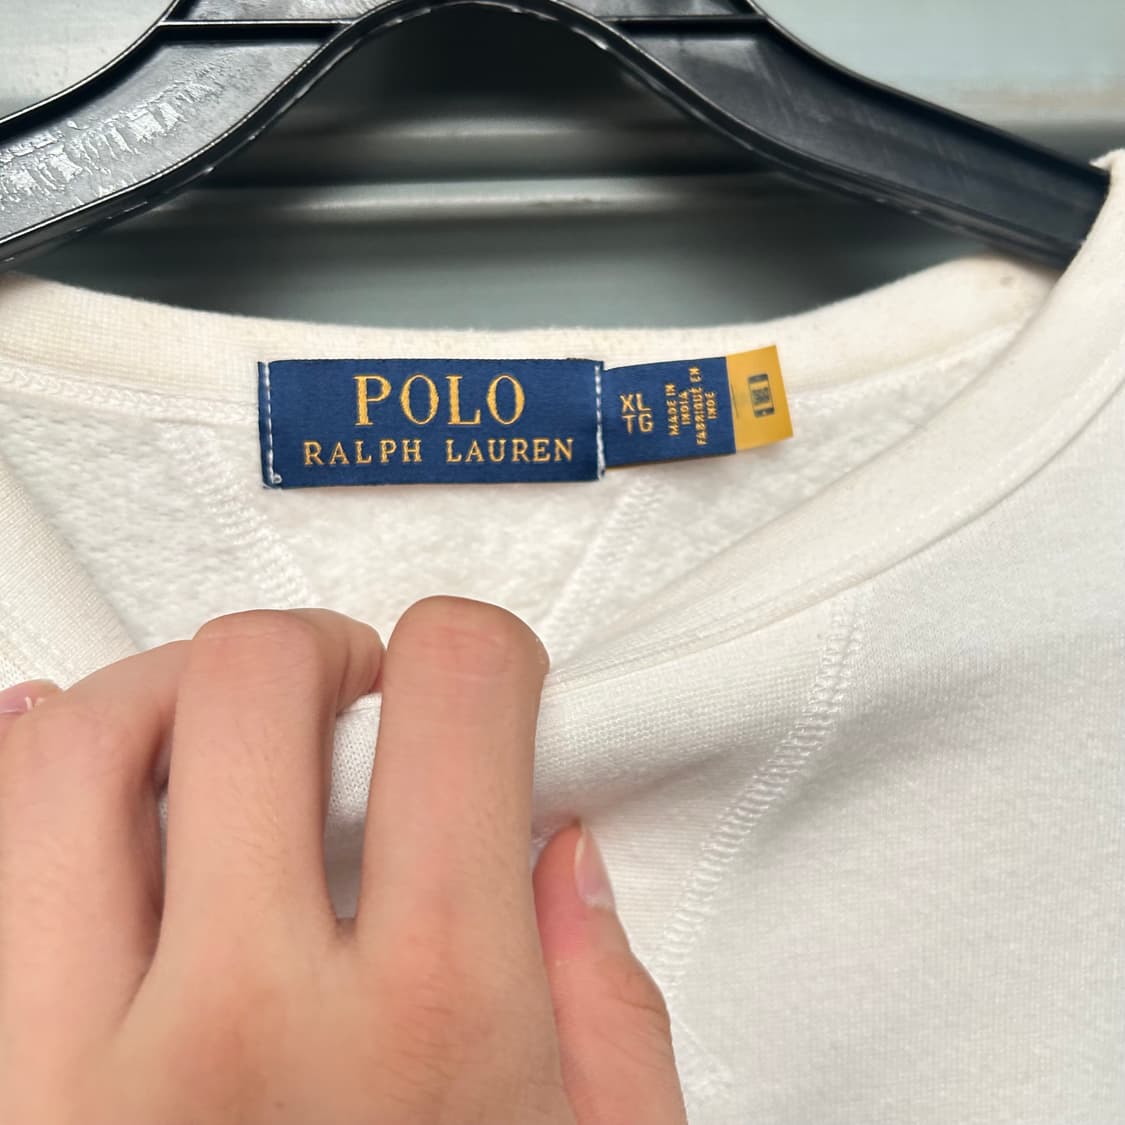 POLO
RALPH LAUREN
XL
TG
MADE IN
INDIA
FABRIQUÉ EN
INDE